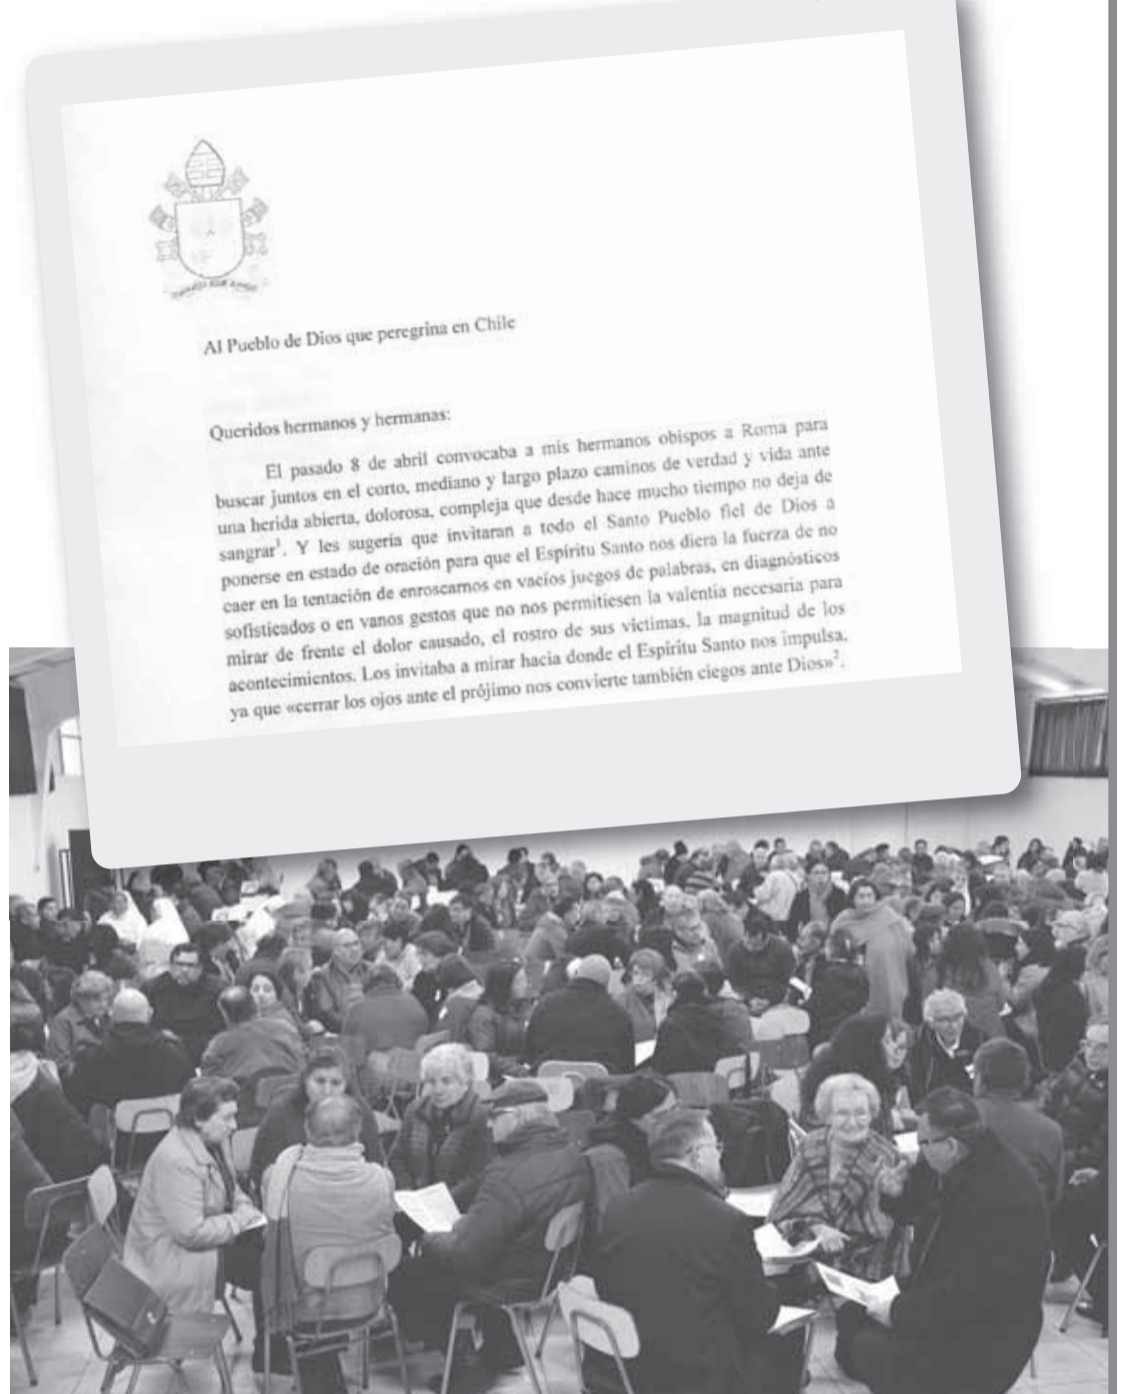 Al Pueblo de Dios que peregrina en Chile
Queridos hermanos y hermanas:
El pasado 8 de abril convocaba a mis hermanos obispos a Roma para
buscar juntos en el corto, mediano y largo plazo caminos de verdad y vida ante
una herida abierta, dolorosa, compleja que desde hace mucho tiempo no deja de
sangrar¹. Y les sugería que invitaran a todo el Santo Pueblo fiel de Dios a
ponerse en estado de oración para que el Espíritu Santo nos diera la fuerza de no
caer en la tentación de enroscarnos en vacíos juegos de palabras, en diagnósticos
sofisticados o en vanos gestos que no nos permitiesen la valentía necesaria para
mirar de frente el dolor causado, el rostro de sus víctimas, la magnitud de los
acontecimientos. Los invitaba a mirar hacia donde el Espíritu Santo nos impulsa,
ya que «cerrar los ojos ante el prójimo nos convierte también ciegos ante Dios»².